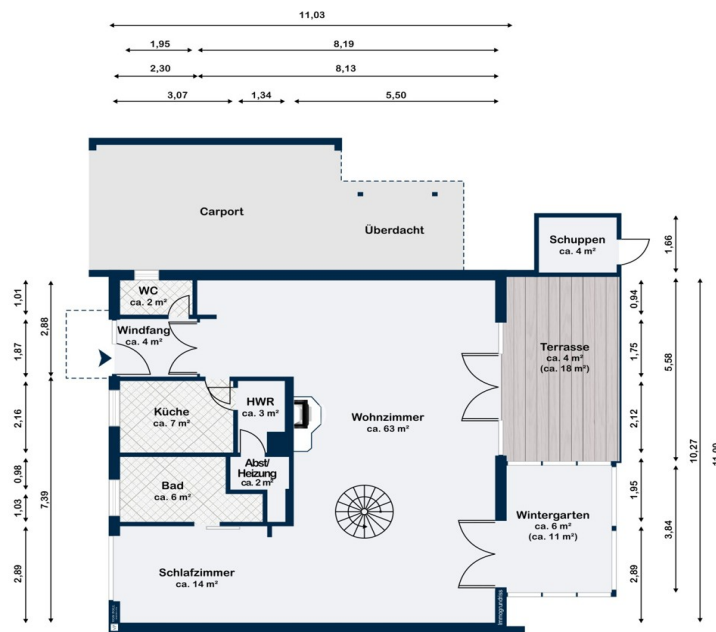 11,03
1,95
8,19
2,30
8,13
3,07
1,34
5,50
Carport
Überdacht
Schuppen
ca. 4 m²
1,66
WC
ca. 2 m²
1,01
2,88
0,94
Windfang
ca. 4 m²
1,87
Terrasse
ca. 4 m²
(ca. 18 m²)
1,75
5,58
Küche
ca. 7 m²
HWR
ca. 3 m²
Wohnzimmer
ca. 63 m²
2,16
2,12
10,27
11,99
Abst/
Heizung
ca. 2 m²
Bad
ca. 6 m²
0,98
1,03
7,39
Wintergarten
ca. 6 m²
(ca. 11 m²)
1,95
3,84
Schlafzimmer
ca. 14 m²
2,89
2,89
Immogrundriss